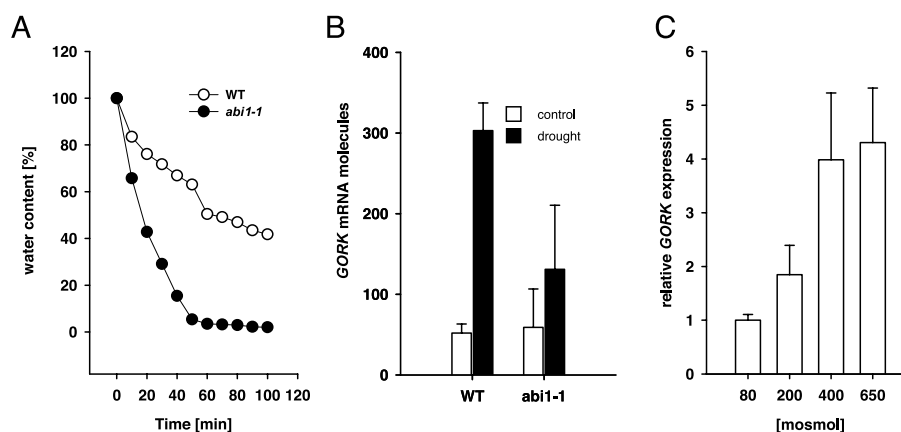 A
120
100
80
60
40
20
0
water content [%]
0 20 40 60 80 100 120
Time [min]
WT
abi1-1
B
400
300
200
100
0
GORK mRNA molecules
control
drought
WT abi1-1
C
6
5
4
3
2
1
0
relative GORK expression
80 200 400 650
[mosmol]